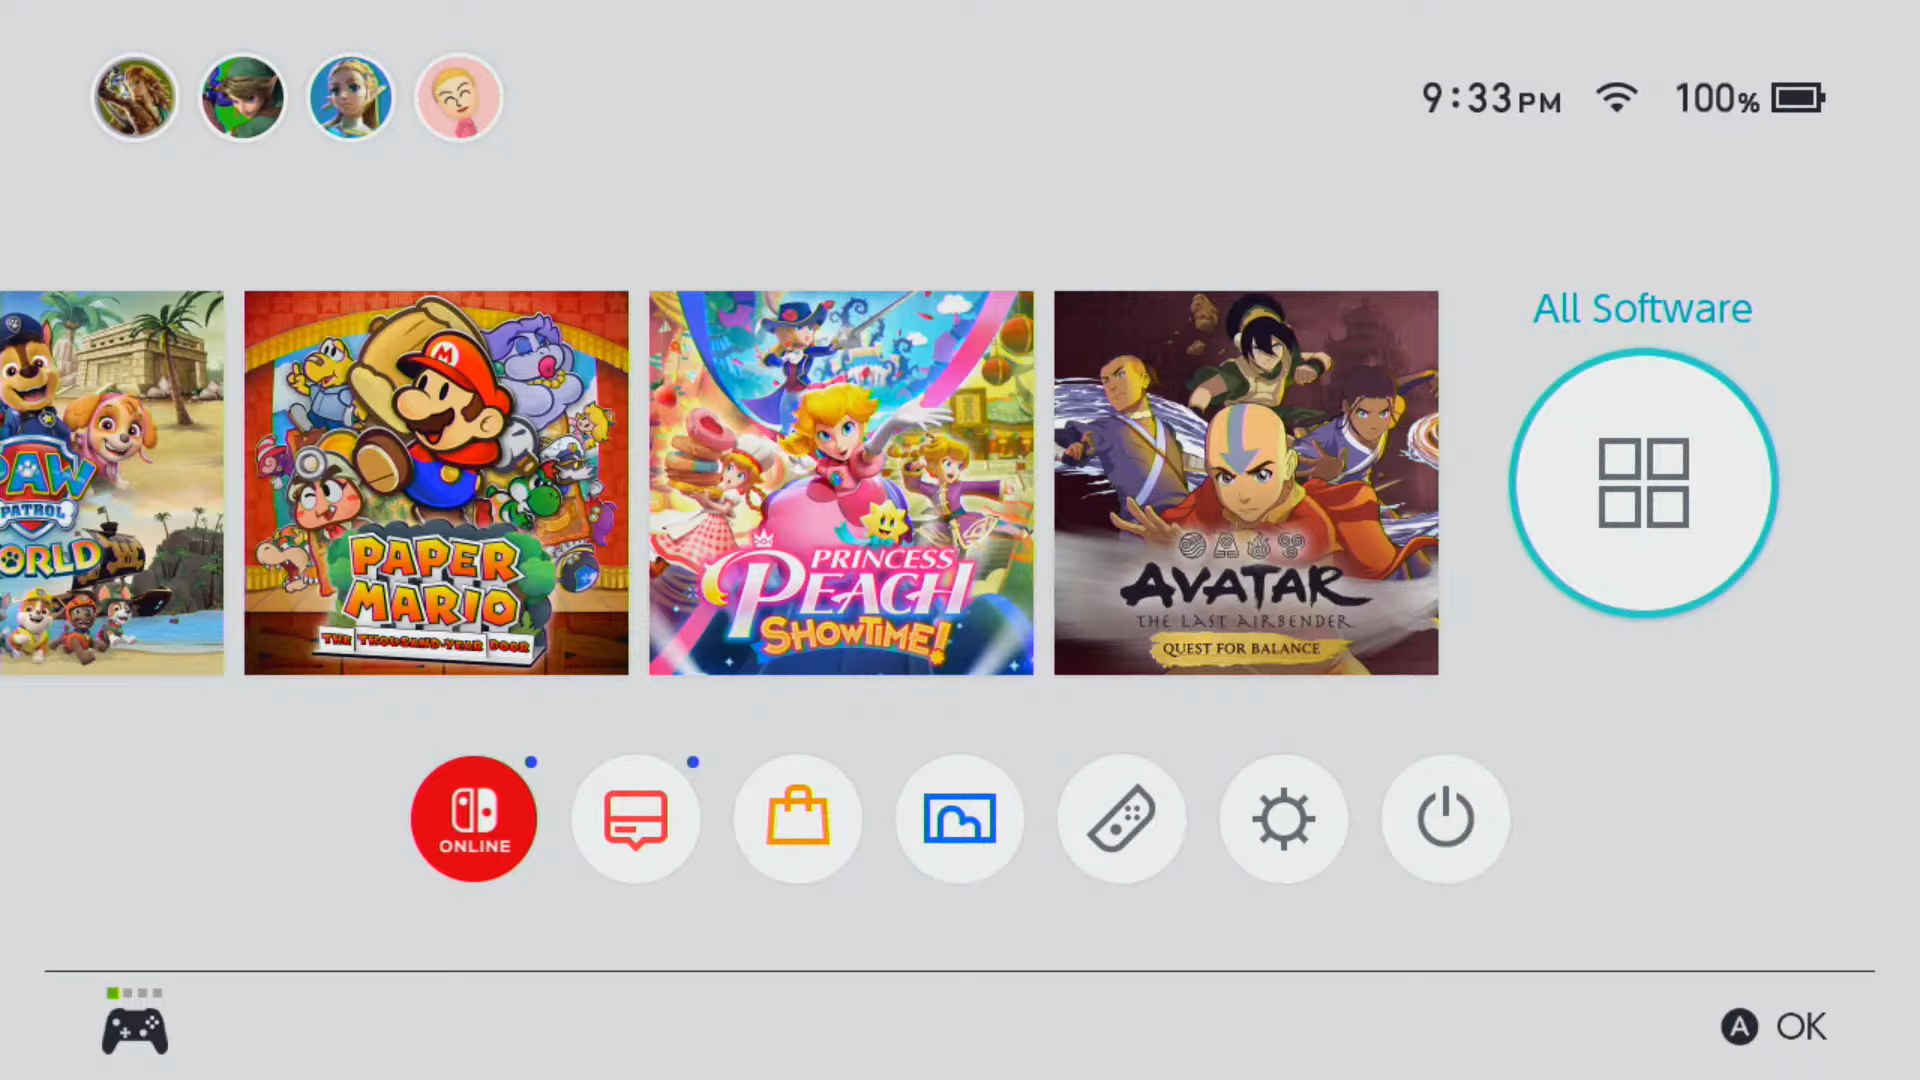 9:33 PM
100%
All Software
PAW
PATROL
ORLD
PAPER
MARIO
THE THOUSAND-YEAR DOOR
PRINCESS
PEACH
SHOWTIME!
AVATAR
THE LAST AIRBENDER
QUEST FOR BALANCE
ONLINE
A OK